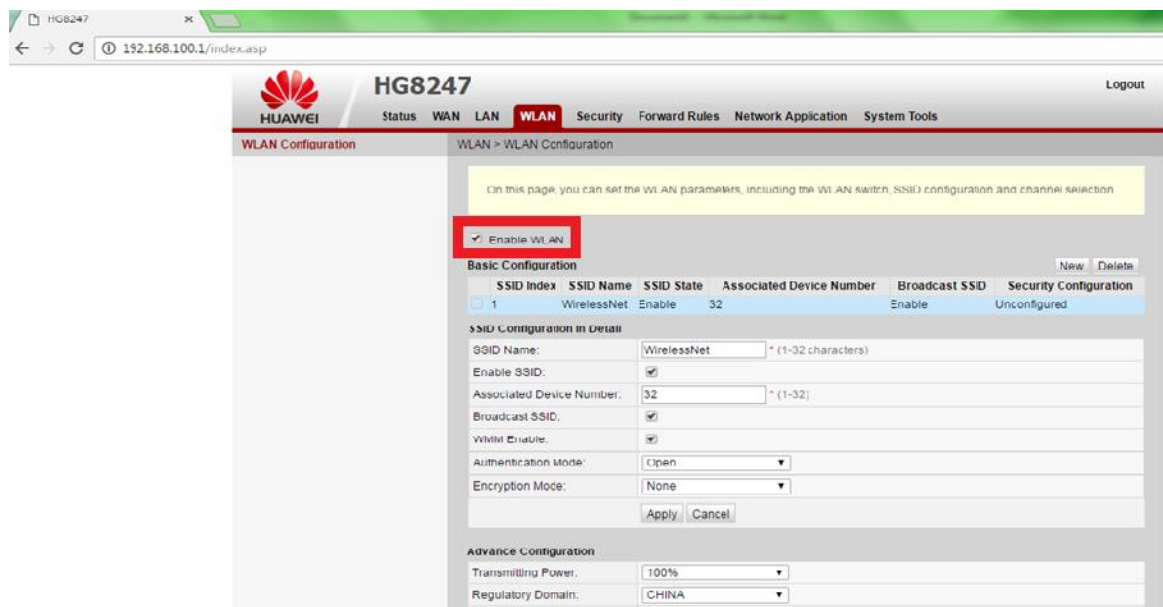 HG8247
192.168.100.1/index.asp
HUAWEI
HG8247
Logout
Status WAN LAN WLAN Security Forward Rules Network Application System Tools
WLAN Configuration
WLAN > WLAN Configuration
On this page, you can set the WLAN parameters, including the WLAN switch, SSID configuration and channel selection
Enable WLAN
Basic Configuration
New Delete
SSID Index SSID Name SSID State Associated Device Number Broadcast SSID Security Configuration
1 WirelessNet Enable 32 Enable Unconfigured
SSID Configuration in Detail
SSID Name: WirelessNet * (1-32 characters)
Enable SSID:
Associated Device Number: 32 * (1-32)
Broadcast SSID:
WMM Enable:
Authentication Mode: Open
Encryption Mode: None
Apply Cancel
Advance Configuration
Transmitting Power: 100%
Regulatory Domain: CHINA